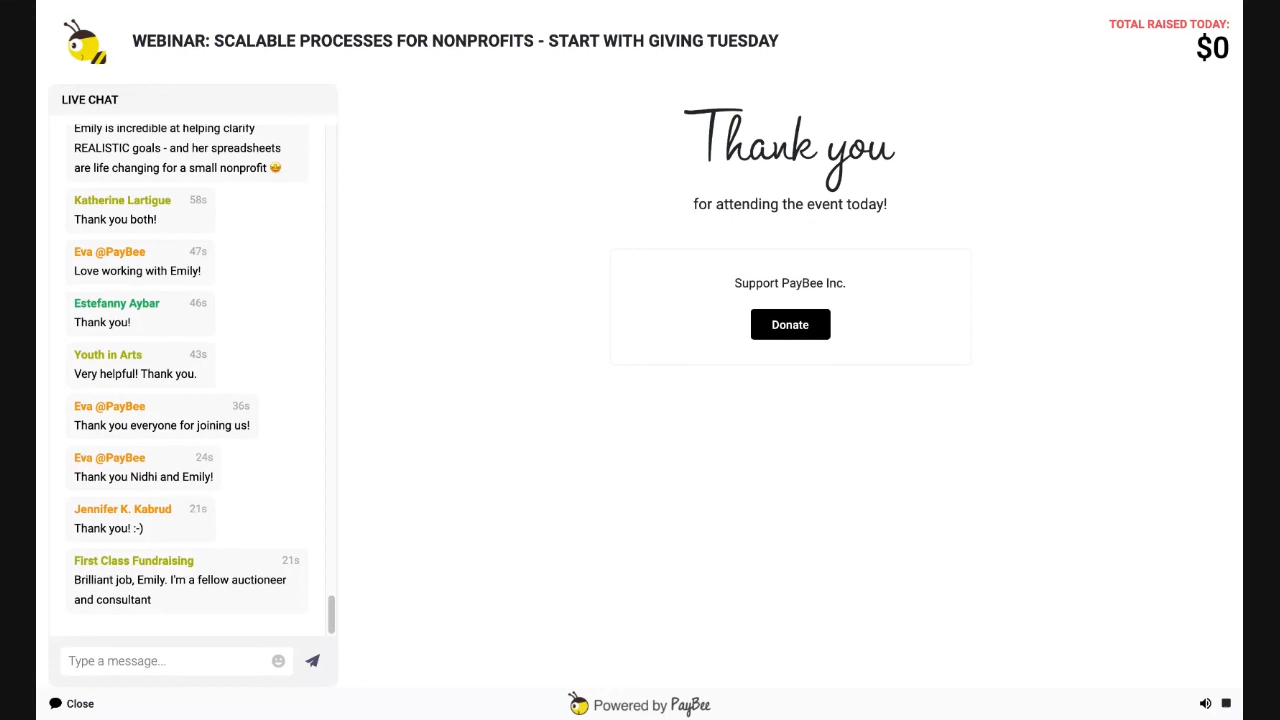 WEBINAR: SCALABLE PROCESSES FOR NONPROFITS - START WITH GIVING TUESDAY
TOTAL RAISED TODAY:
$0
LIVE CHAT
Emily is incredible at helping clarify
REALISTIC goals - and her spreadsheets
are life changing for a small nonprofit 🤩
Katherine Lartigue 58s
Thank you both!
Eva @PayBee 47s
Love working with Emily!
Estefanny Aybar 46s
Thank you!
Youth in Arts 43s
Very helpful! Thank you.
Eva @PayBee 36s
Thank you everyone for joining us!
Eva @PayBee 24s
Thank you Nidhi and Emily!
Jennifer K. Kabrud 21s
Thank you! :-)
First Class Fundraising 21s
Brilliant job, Emily. I'm a fellow auctioneer
and consultant
Type a message...
Close
Thank you
for attending the event today!
Support PayBee Inc.
Donate
Powered by PayBee